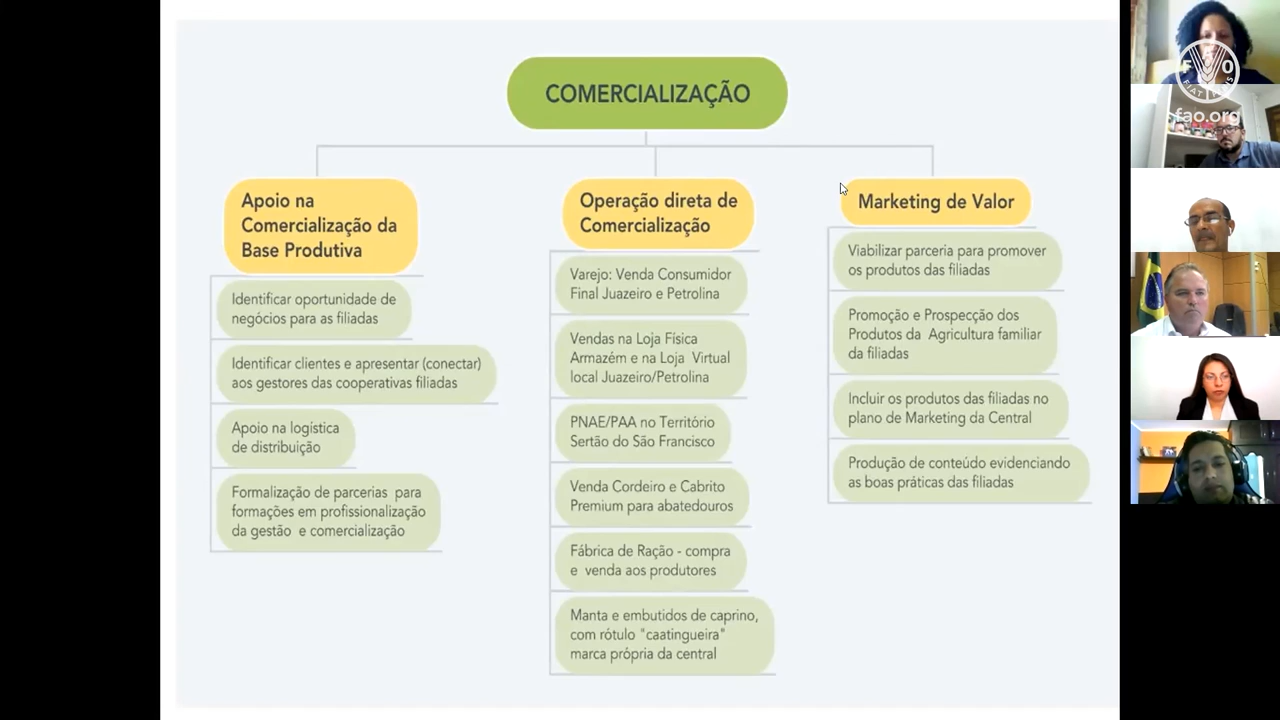 COMERCIALIZAÇÃO
Apoio na
Comercialização da
Base Produtiva
Identificar oportunidade de
negócios para as filiadas
Identificar clientes e apresentar (conectar)
aos gestores das cooperativas filiadas
Apoio na logística
de distribuição
Formalização de parcerias para
formações em profissionalização
da gestão e comercialização
Operação direta de
Comercialização
Varejo: Venda Consumidor
Final Juazeiro e Petrolina
Vendas na Loja Física
Armazém e na Loja Virtual
local Juazeiro/Petrolina
PNAE/PAA no Território
Sertão do São Francisco
Venda Cordeiro e Cabrito
Premium para abatedouros
Fábrica de Ração - compra
e venda aos produtores
Manta e embutidos de caprino,
com rótulo "caatingueira"
marca própria da central
Marketing de Valor
Viabilizar parceria para promover
os produtos das filiadas
Promoção e Prospecção dos
Produtos da Agricultura familiar
da filiadas
Incluir os produtos das filiadas no
plano de Marketing da Central
Produção de conteúdo evidenciando
as boas práticas das filiadas
F A O
FIAT PANIS
fao.org